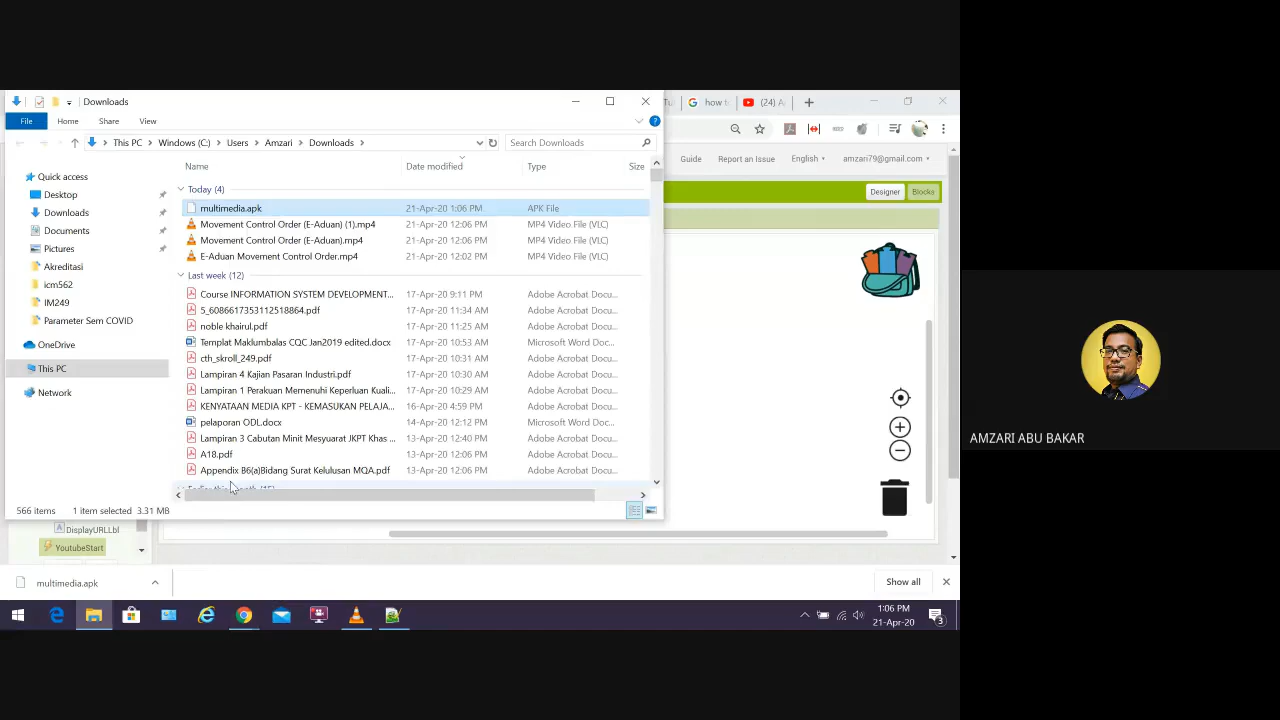 Downloads
how t
(24) A
File Home Share View
This PC Windows (C:) Users Amzari Downloads
Search Downloads
Guide Report an Issue English amzari79@gmail.com
Designer Blocks
Quick access
Desktop
Downloads
Documents
Pictures
Akreditasi
icm562
IM249
Parameter Sem COVID
OneDrive
This PC
Network
Name Date modified Type Size
Today (4)
multimedia.apk 21-Apr-20 1:06 PM APK File
Movement Control Order (E-Aduan) (1).mp4 21-Apr-20 12:06 PM MP4 Video File (VLC)
Movement Control Order (E-Aduan).mp4 21-Apr-20 12:06 PM MP4 Video File (VLC)
E-Aduan Movement Control Order.mp4 21-Apr-20 12:02 PM MP4 Video File (VLC)
Last week (12)
Course INFORMATION SYSTEM DEVELOPMENT... 17-Apr-20 9:11 PM Adobe Acrobat Docu...
5_6086617353112518864.pdf 17-Apr-20 11:34 AM Adobe Acrobat Docu...
noble khairul.pdf 17-Apr-20 11:25 AM Adobe Acrobat Docu...
Templat Maklumbalas CQC Jan2019 edited.docx 17-Apr-20 10:53 AM Microsoft Word Doc...
cth_skroll_249.pdf 17-Apr-20 10:31 AM Adobe Acrobat Docu...
Lampiran 4 Kajian Pasaran Industri.pdf 17-Apr-20 10:30 AM Adobe Acrobat Docu...
Lampiran 1 Perakuan Memenuhi Keperluan Kuali... 17-Apr-20 10:29 AM Adobe Acrobat Docu...
KENYATAAN MEDIA KPT - KEMASUKAN PELAJA... 16-Apr-20 4:59 PM Adobe Acrobat Docu...
pelaporan ODL.docx 14-Apr-20 12:12 PM Microsoft Word Doc...
Lampiran 3 Cabutan Minit Mesyuarat JKPT Khas ... 13-Apr-20 12:40 PM Adobe Acrobat Docu...
A18.pdf 13-Apr-20 12:06 PM Adobe Acrobat Docu...
Appendix B6(a)Bidang Surat Kelulusan MQA.pdf 13-Apr-20 12:06 PM Adobe Acrobat Docu...
Earlier this month (15)
566 items 1 item selected 3.31 MB
DisplayURLLbl
YoutubeStart
multimedia.apk
Show all
1:06 PM
21-Apr-20
3
AMZARI ABU BAKAR